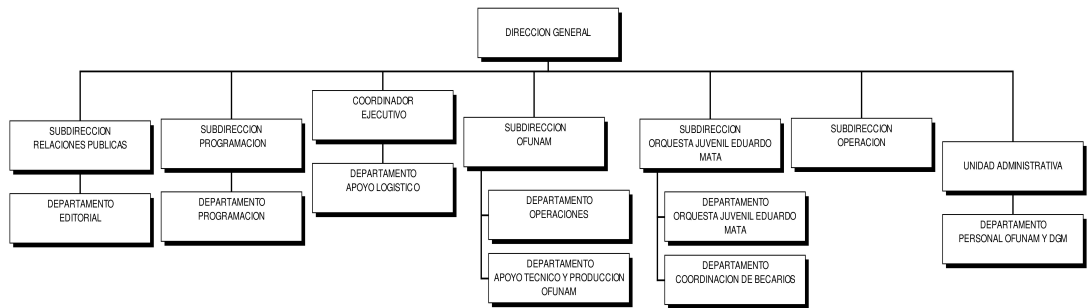 DIRECCION GENERAL
SUBDIRECCION
RELACIONES PUBLICAS
DEPARTAMENTO
EDITORIAL
SUBDIRECCION
PROGRAMACION
DEPARTAMENTO
PROGRAMACION
COORDINADOR
EJECUTIVO
DEPARTAMENTO
APOYO LOGISTICO
SUBDIRECCION
OFUNAM
DEPARTAMENTO
OPERACIONES
DEPARTAMENTO
APOYO TECNICO Y PRODUCCION
OFUNAM
SUBDIRECCION
ORQUESTA JUVENIL EDUARDO
MATA
DEPARTAMENTO
ORQUESTA JUVENIL EDUARDO
MATA
DEPARTAMENTO
COORDINACION DE BECARIOS
SUBDIRECCION
OPERACION
UNIDAD ADMINISTRATIVA
DEPARTAMENTO
PERSONAL OFUNAM Y DGM